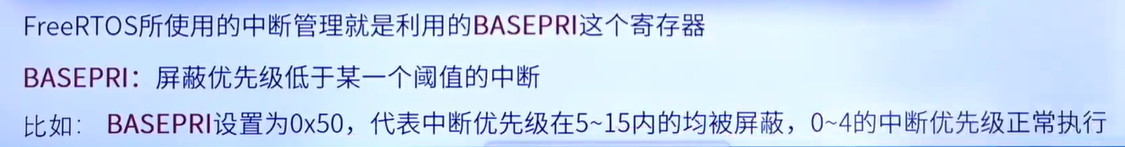 FreeRTOS所使用的中断管理就是利用的BASEPRI这个寄存器
BASEPRI：屏蔽优先级低于某一个阈值的中断
比如： BASEPRI设置为0x50，代表中断优先级在5~15内的均被屏蔽，0~4的中断优先级正常执行